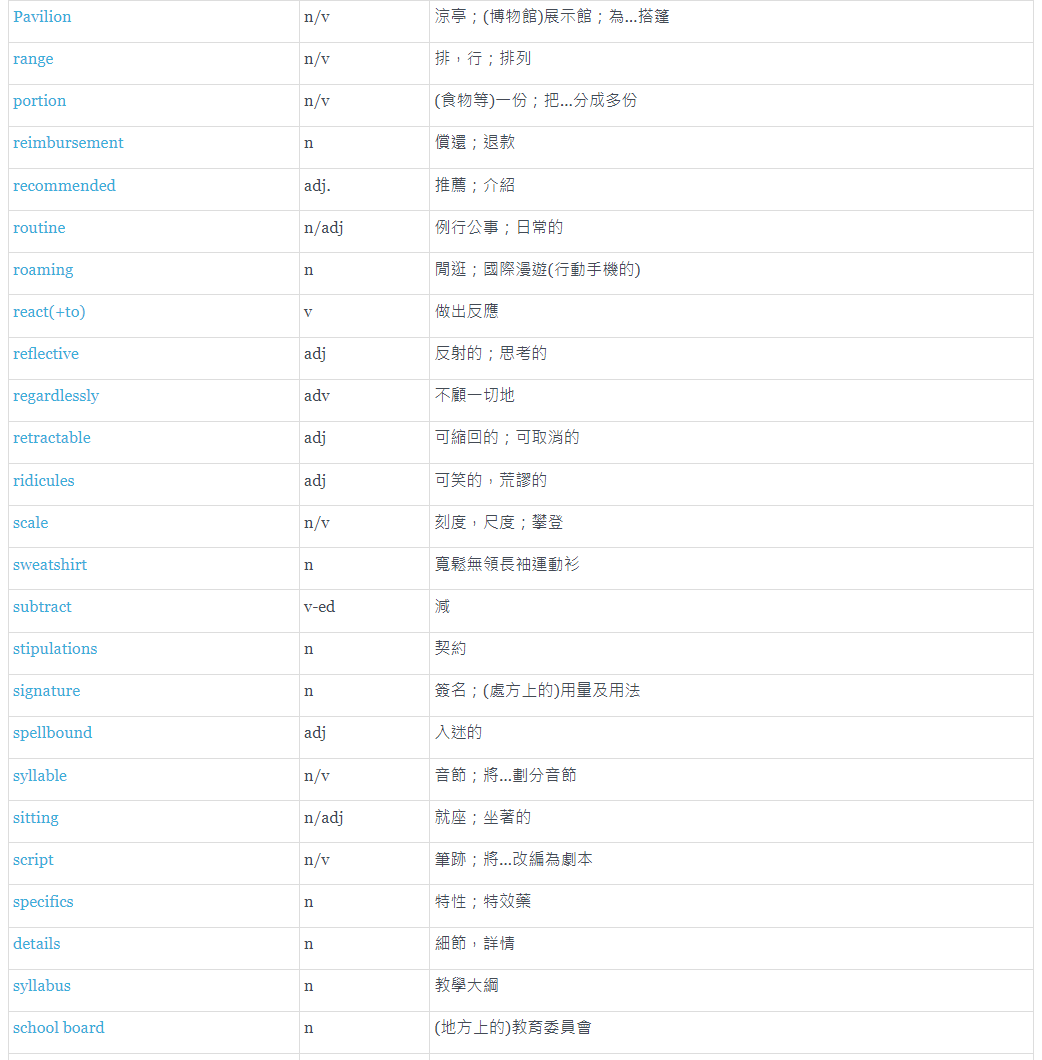 Pavilion n/v 涼亭；(博物館)展示館；為...搭篷
range n/v 排，行；排列
portion n/v (食物等)一份；把...分成多份
reimbursement n 償還；退款
recommended adj. 推薦；介紹
routine n/adj 例行公事；日常的
roaming n 閒逛；國際漫遊(行動手機的)
react(+to) v 做出反應
reflective adj 反射的；思考的
regardlessly adv 不顧一切地
retractable adj 可縮回的；可取消的
ridicules adj 可笑的，荒謬的
scale n/v 刻度，尺度；攀登
sweatshirt n 寬鬆無領長袖運動衫
subtract v-ed 減
stipulations n 契約
signature n 簽名；(處方上的)用量及用法
spellbound adj 入迷的
syllable n/v 音節；將...劃分音節
sitting n/adj 就座；坐著的
script n/v 筆跡；將...改編為劇本
specifics n 特性；特效藥
details n 細節，詳情
syllabus n 教學大綱
school board n (地方上的)教育委員會